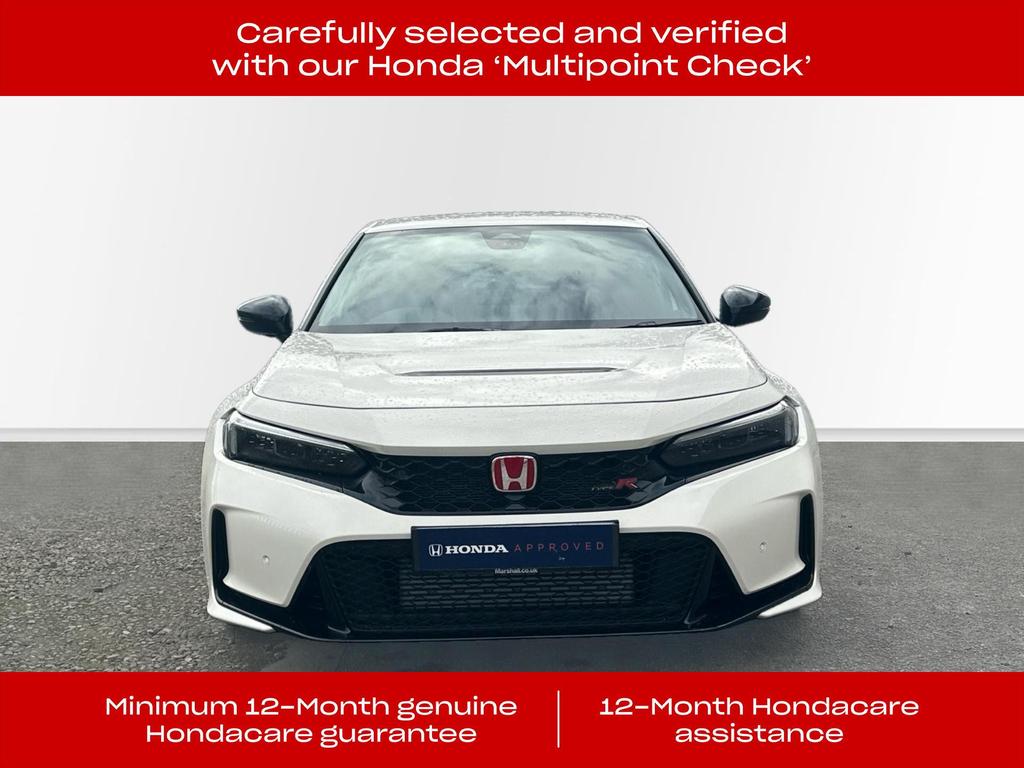 Carefully selected and verified
with our Honda ‘Multipoint Check’
TYPE R
HONDA APPROVED
Marshall.co.uk
Minimum 12-Month genuine
Hondacare guarantee
12-Month Hondacare
assistance